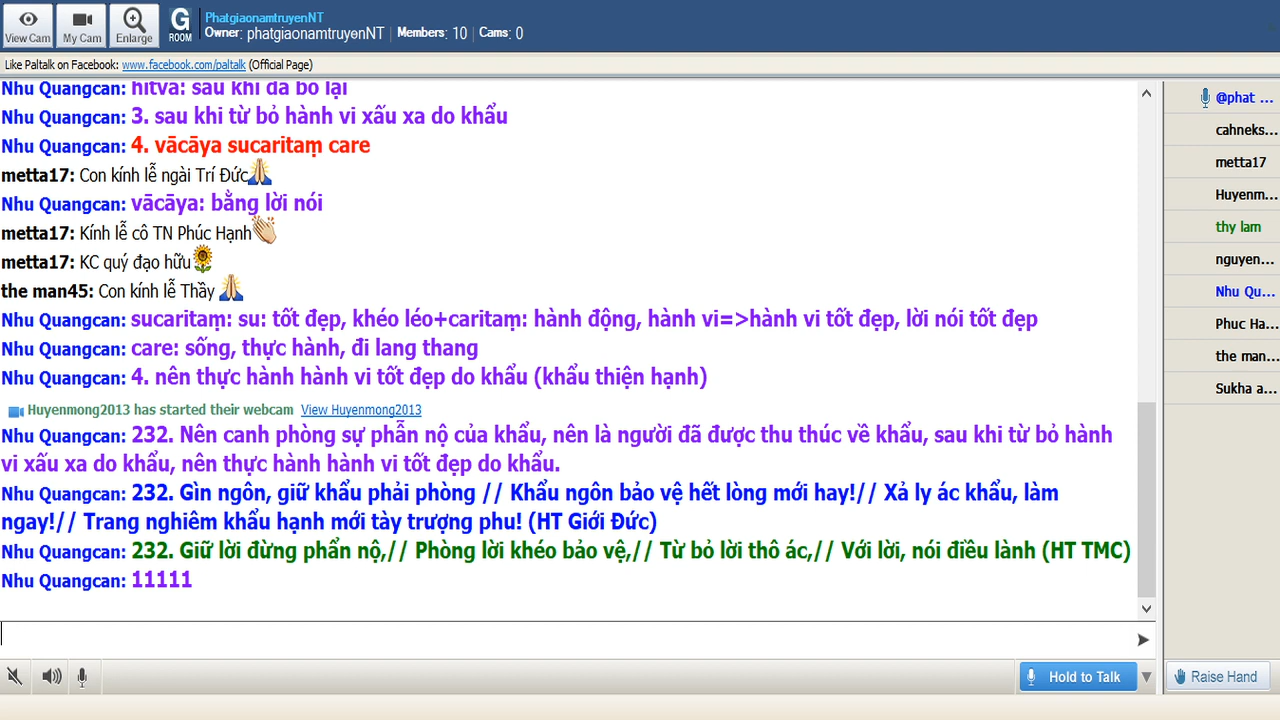 View Cam
My Cam
Enlarge
G
ROOM
PhatgiaonamtruyenNT
Owner: phatgiaonamtruyenNT | Members: 10 | Cams: 0
Like Paltalk on Facebook: www.facebook.com/paltalk (Official Page)
Nhu Quangcan: hitvā: sau khi đã bỏ lại
Nhu Quangcan: 3. sau khi từ bỏ hành vi xấu xa do khẩu
Nhu Quangcan: 4. vācāya sucaritaṃ care
metta17: Con kính lễ ngài Trí Đức
Nhu Quangcan: vācāya: bằng lời nói
metta17: Kính lễ cô TN Phúc Hạnh
metta17: KC quý đạo hữu
the man45: Con kính lễ Thầy
Nhu Quangcan: sucaritaṃ: su: tốt đẹp, khéo léo+caritaṃ: hành động, hành vi=>hành vi tốt đẹp, lời nói tốt đẹp
Nhu Quangcan: care: sống, thực hành, đi lang thang
Nhu Quangcan: 4. nên thực hành hành vi tốt đẹp do khẩu (khẩu thiện hạnh)
Huyenmong2013 has started their webcam View Huyenmong2013
Nhu Quangcan: 232. Nên canh phòng sự phẫn nộ của khẩu, nên là người đã được thu thúc về khẩu, sau khi từ bỏ hành
vi xấu xa do khẩu, nên thực hành hành vi tốt đẹp do khẩu.
Nhu Quangcan: 232. Gìn ngôn, giữ khẩu phải phòng // Khẩu ngôn bảo vệ hết lòng mới hay!// Xả ly ác khẩu, làm
ngay!// Trang nghiêm khẩu hạnh mới tày trượng phu! (HT Giới Đức)
Nhu Quangcan: 232. Giữ lời đừng phẩn nộ,// Phòng lời khéo bảo vệ,// Từ bỏ lời thô ác,// Với lời, nói điều lành (HT TMC)
Nhu Quangcan: 11111
@phat ...
cahneks...
metta17
Huyenm...
thy lam
nguyen...
Nhu Qu...
Phuc Ha...
the man...
Sukha a...
Hold to Talk
Raise Hand